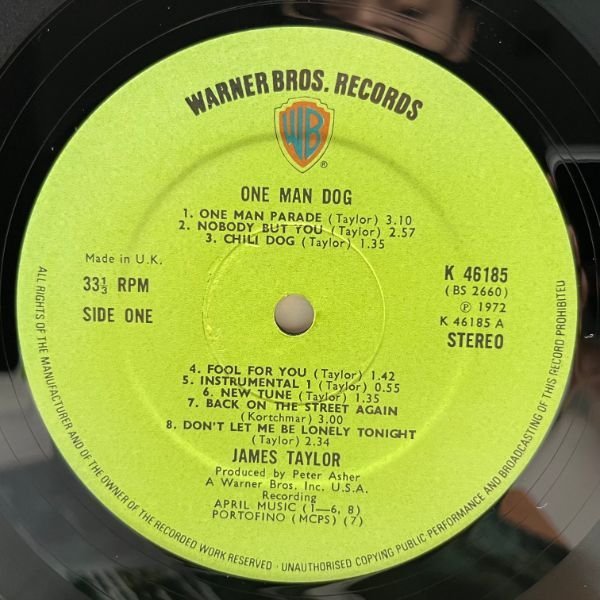 WARNER BROS. RECORDS
WB
®
ONE MAN DOG
1. ONE MAN PARADE (Taylor) 3.10
2. NOBODY BUT YOU (Taylor) 2.57
3. CHILI DOG (Taylor) 1.35
Made in U.K.
33⅓ RPM
SIDE ONE
K 46185
(BS 2660)
Ⓟ 1972
K 46185 A
STEREO
4. FOOL FOR YOU (Taylor) 1.42
5. INSTRUMENTAL 1 (Taylor) 0.55
6. NEW TUNE (Taylor) 1.35
7. BACK ON THE STREET AGAIN
(Kortchmar) 3.00
8. DON'T LET ME BE LONELY TONIGHT
(Taylor) 2.34
JAMES TAYLOR
Produced by Peter Asher
A Warner Bros. Inc. U.S.A.
Recording
APRIL MUSIC (1—6, 8)
PORTOFINO (MCPS) (7)
ALL RIGHTS OF THE MANUFACTURER AND OF THE OWNER OF THE RECORDED WORK RESERVED · UNAUTHORISED COPYING PUBLIC PERFORMANCE AND BROADCASTING OF THIS RECORD PROHIBITED